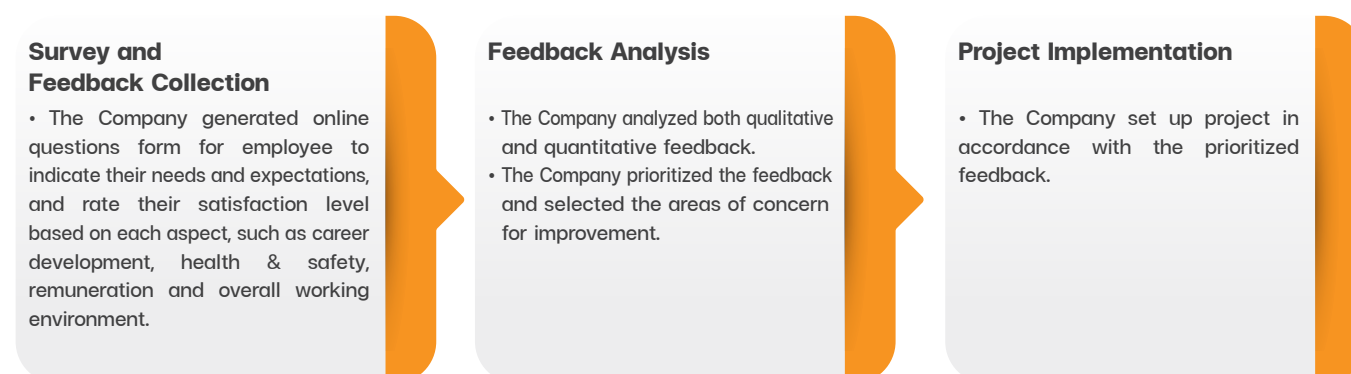 Survey and
Feedback Collection
• The Company generated online
questions form for employee to
indicate their needs and expectations,
and rate their satisfaction level
based on each aspect, such as career
development, health & safety,
remuneration and overall working
environment.
Feedback Analysis
• The Company analyzed both qualitative
and quantitative feedback.
• The Company prioritized the feedback
and selected the areas of concern
for improvement.
Project Implementation
• The Company set up project in
accordance with the prioritized
feedback.